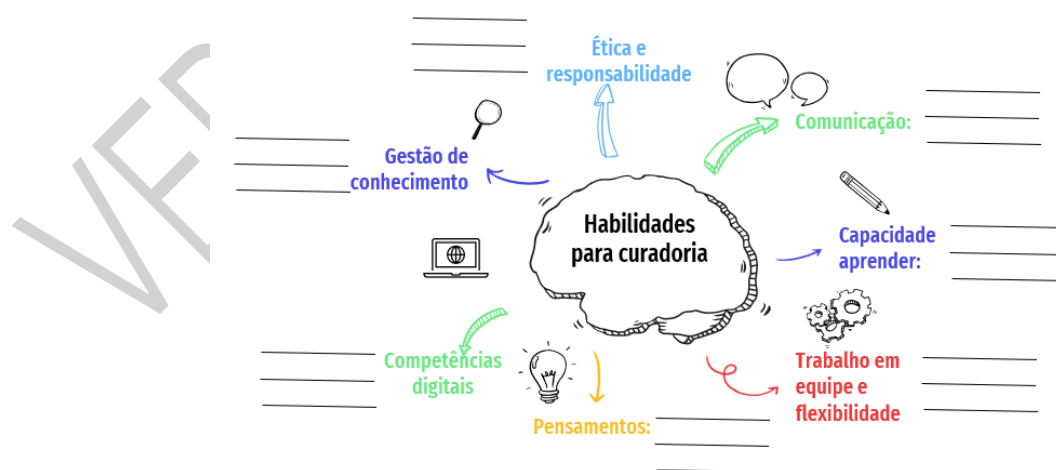 Ética e
responsabilidade
Comunicação:
Gestão de
conhecimento
Habilidades
para curadoria
Capacidade
aprender:
Competências
digitais
Trabalho em
equipe e
flexibilidade
Pensamentos: